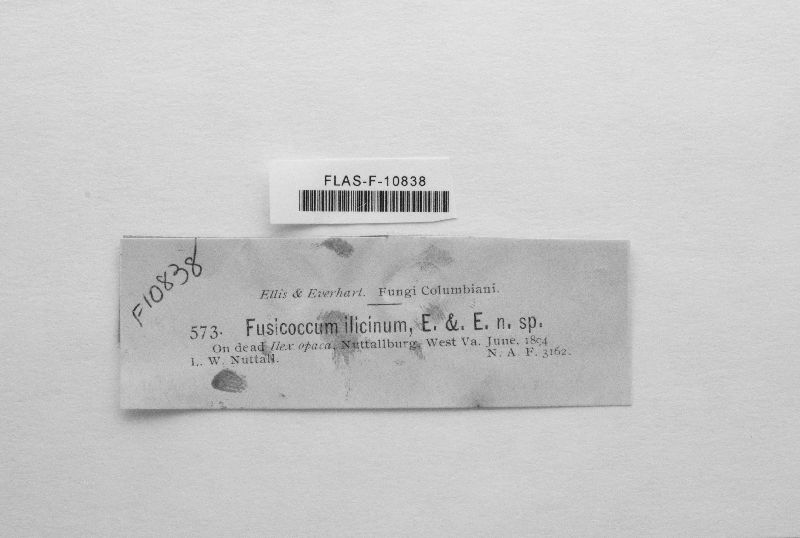 FLAS-F-10838
F10838
Ellis & Everhart. Fungi Columbiani.
573. Fusicoccum ilicinum, E. & E. n. sp.
On dead Ilex opaca, Nuttallburg, West Va. June, 1894
L. W. Nuttall. N. A. F. 3162.